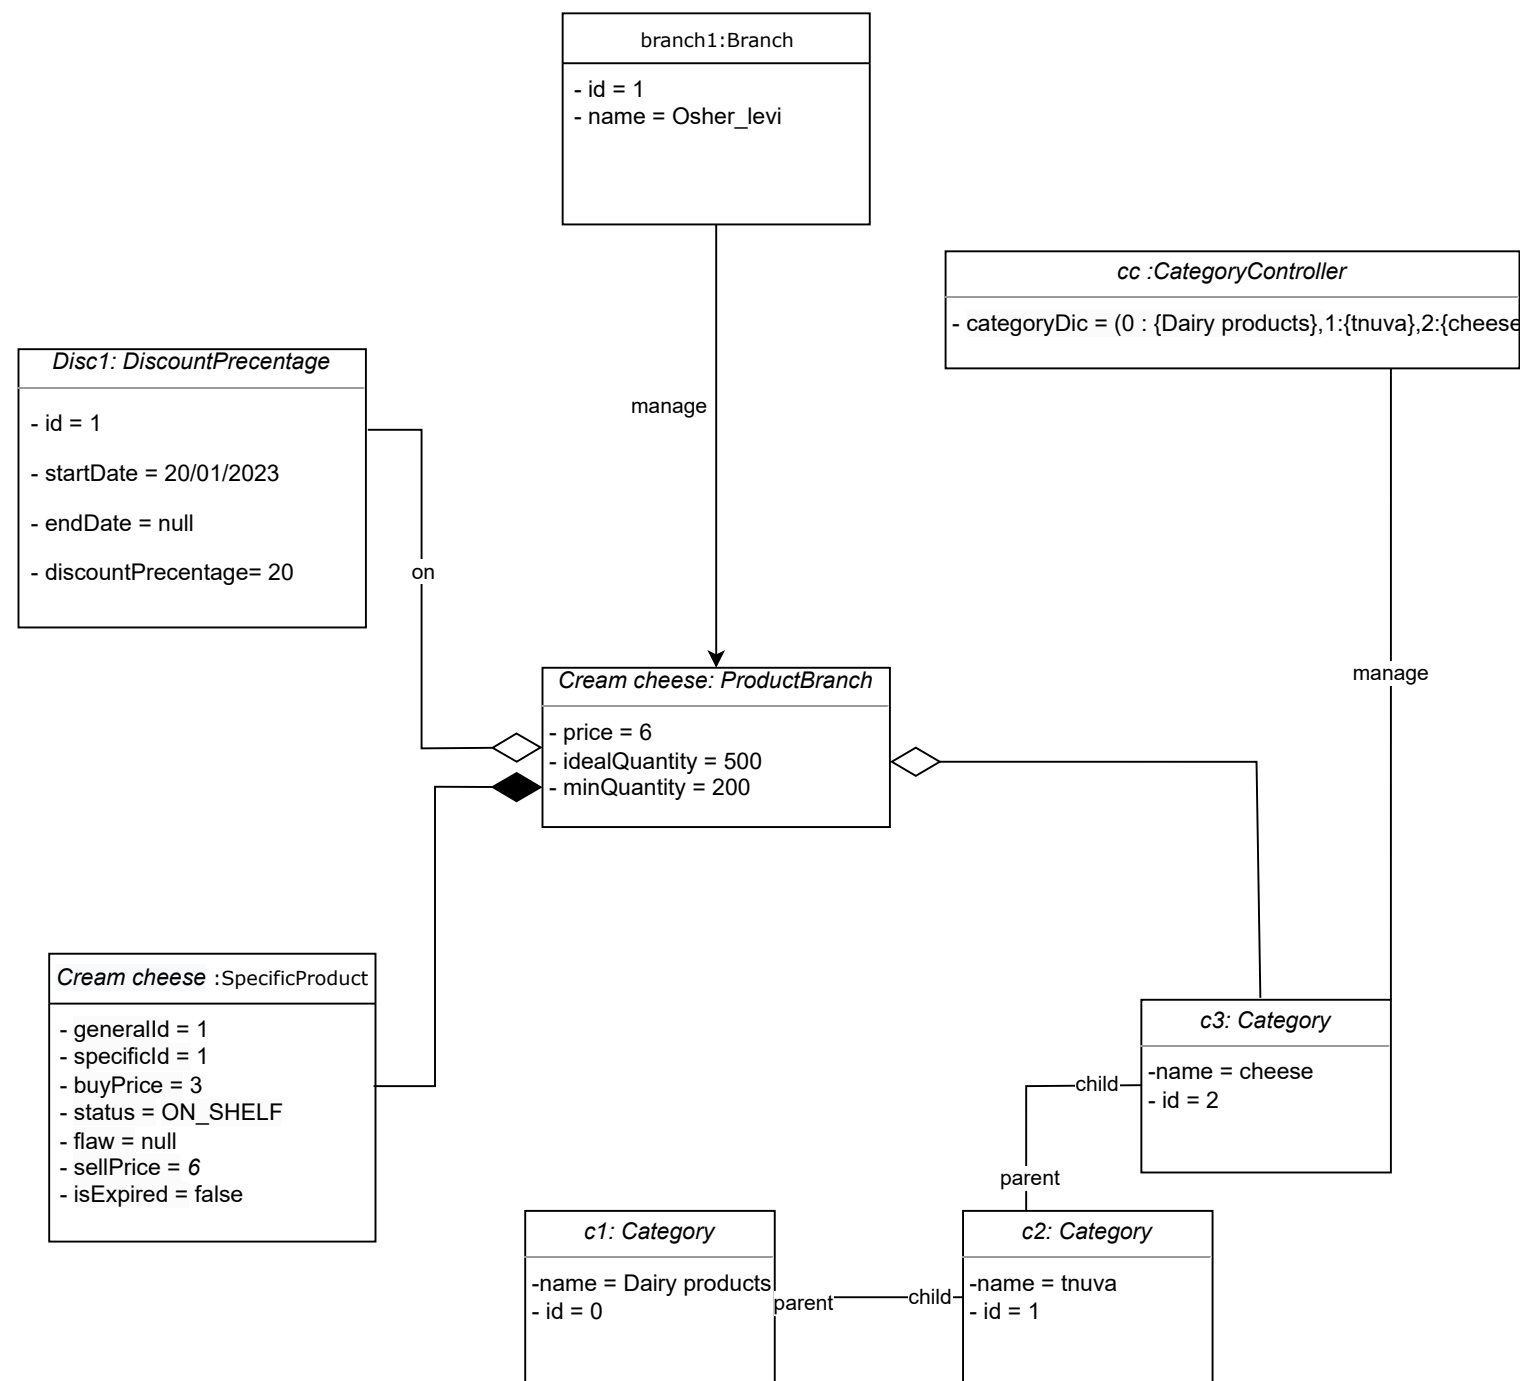 branch1:Branch
- id = 1
- name = Osher_levi
cc :CategoryController
- categoryDic = (0 : {Dairy products},1:{tnuva},2:{cheese
Disc1: DiscountPrecentage
- id = 1
- startDate = 20/01/2023
- endDate = null
- discountPrecentage= 20
manage
on
manage
Cream cheese: ProductBranch
- price = 6
- idealQuantity = 500
- minQuantity = 200
Cream cheese :SpecificProduct
- generalId = 1
- specificId = 1
- buyPrice = 3
- status = ON_SHELF
- flaw = null
- sellPrice = 6
- isExpired = false
c3: Category
-name = cheese
- id = 2
child
parent
c1: Category
-name = Dairy products
- id = 0
parent
child
c2: Category
-name = tnuva
- id = 1